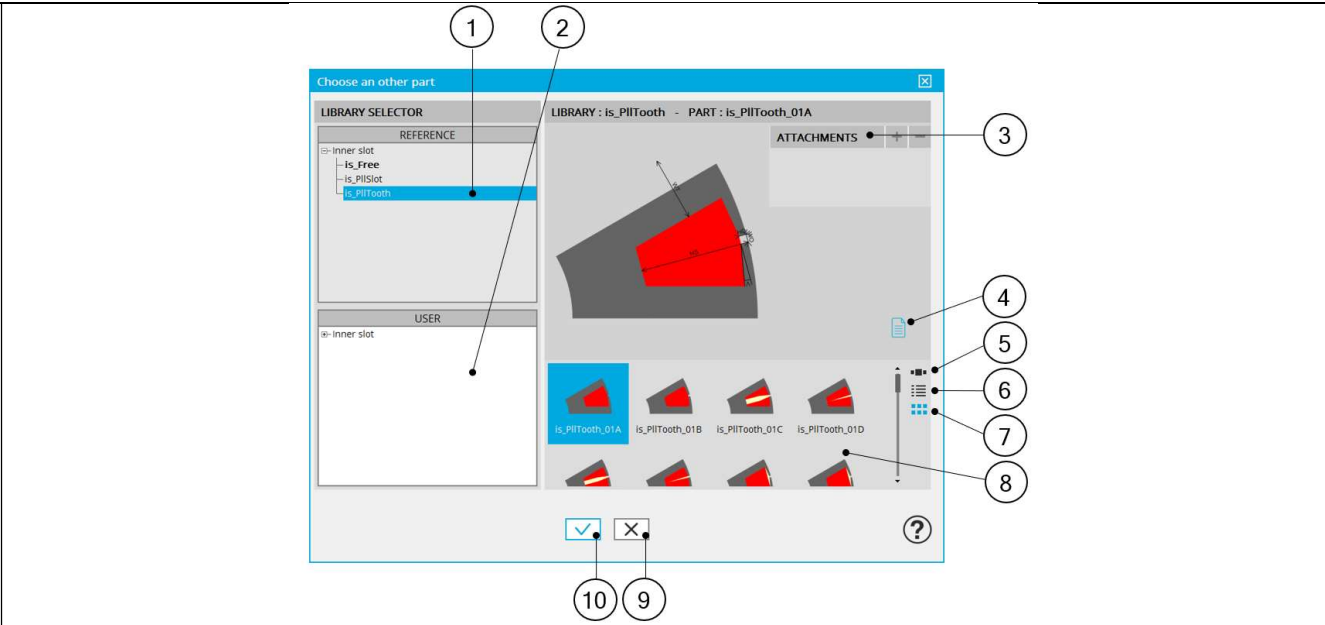 1
2
Choose an other part
LIBRARY SELECTOR
LIBRARY : is_PllTooth - PART : is_PllTooth_01A
REFERENCE
Inner slot
is_Free
is_PllSlot
is_PllTooth
ATTACHMENTS + −
3
USER
Inner slot
4
5
6
7
8
is_PllTooth_01A is_PllTooth_01B is_PllTooth_01C is_PllTooth_01D
?
10
9